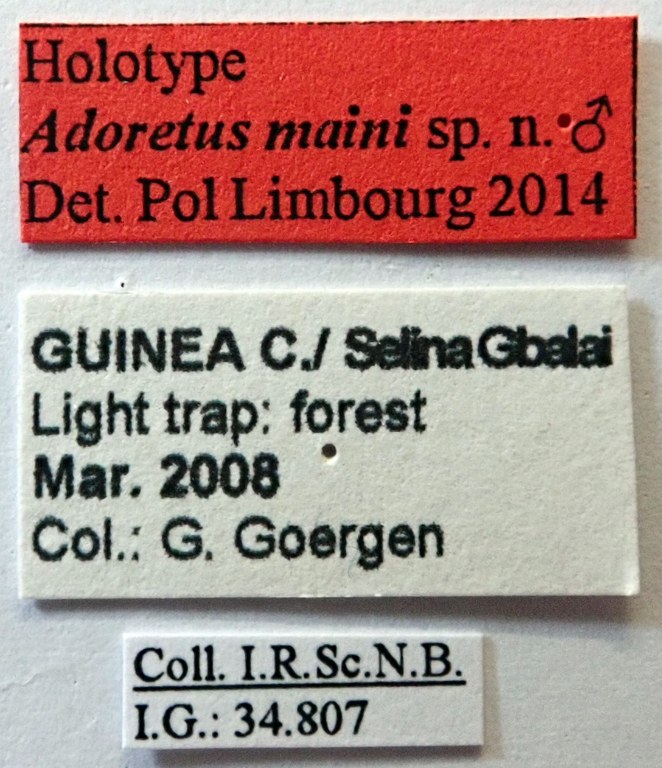 Holotype
Adoretus maini sp. n. ♂
Det. Pol Limbourg 2014
GUINEA C./ Selina Gbalai
Light trap: forest
Mar. 2008
Col.: G. Goergen
Coll. I.R.Sc.N.B.
I.G.: 34.807